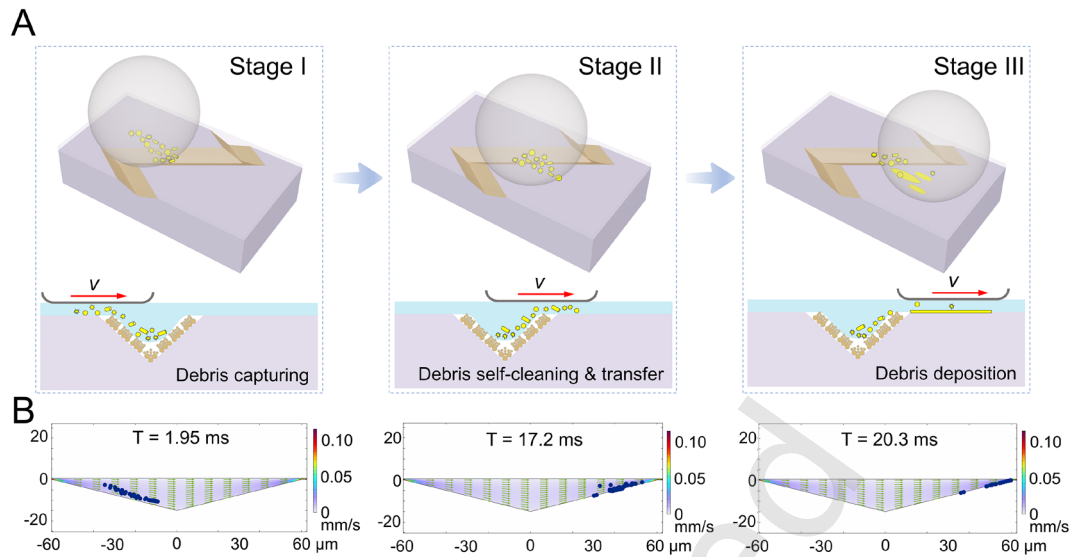 A
Stage I
Stage II
Stage III
v
v
v
Debris capturing
Debris self-cleaning & transfer
Debris deposition
B
T = 1.95 ms
20
0
-20
-60 -30 0 30 60 μm
0.10
0.05
0
mm/s
T = 17.2 ms
20
0
-20
-60 -30 0 30 60 μm
0.10
0.05
0
mm/s
T = 20.3 ms
20
0
-20
-60 -30 0 30 60 μm
0.10
0.05
0
mm/s
ed